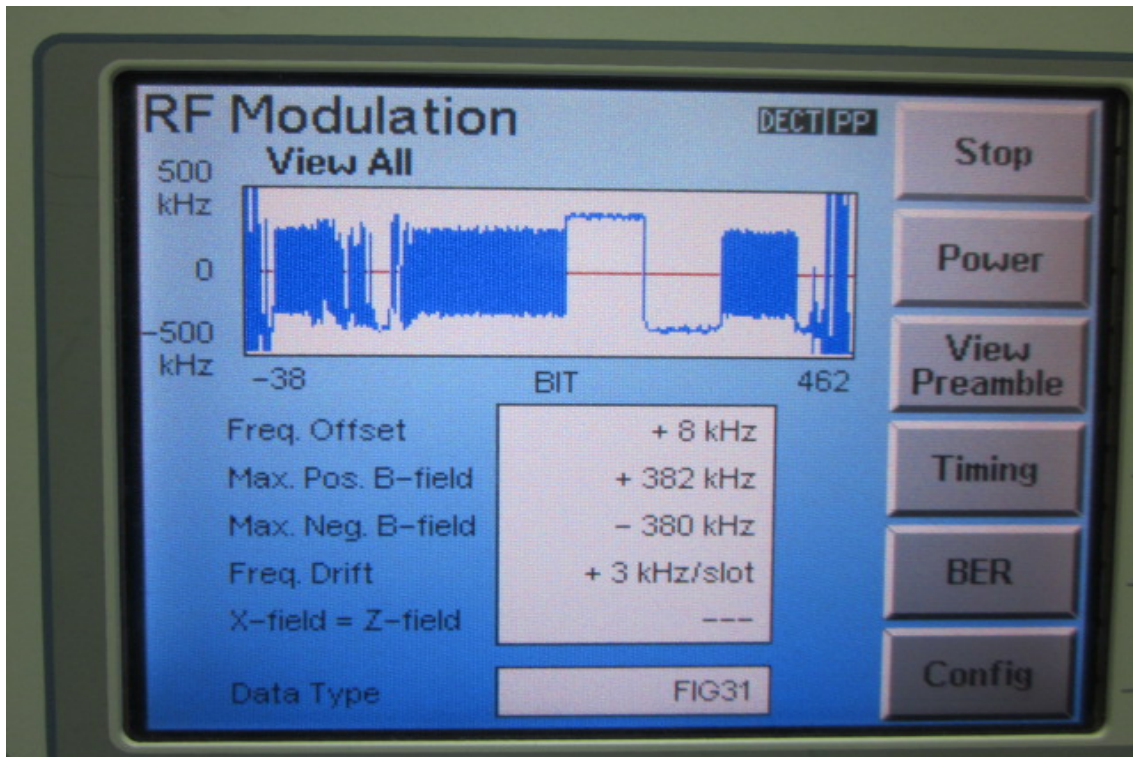 RF Modulation
DECT PP
View All
500
kHz
0
-500
kHz
-38
BIT
462
Freq. Offset
+ 8 kHz
Max. Pos. B-field
+ 382 kHz
Max. Neg. B-field
- 380 kHz
Freq. Drift
+ 3 kHz/slot
X-field = Z-field
---
Data Type
FIG31
Stop
Power
View
Preamble
Timing
BER
Config